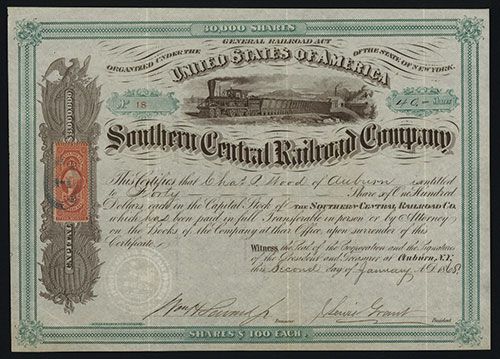 30,000 SHARES
GENERAL RAILROAD ACT
ORGANIZED UNDER THE
OF THE STATE OF NEW YORK.
UNITED STATES OF AMERICA
No. 18
40
Southern Central Railroad Company
This Certifies that Chas. P. Wood of Auburn entitled
to Forty Shares of One Hundred
Dollars each in the Capital Stock of THE SOUTHERN CENTRAL RAILROAD CO.
which has been paid in full Transferable in person or by Attorney
on the Books of the Company at their Office upon surrender of this
Certificate.
Witness the Seal of the Corporation and the Signature
of the President and Treasurer at Auburn, N.Y.
this Second day of January A.D. 1868.
President
SHARES $100 EACH.